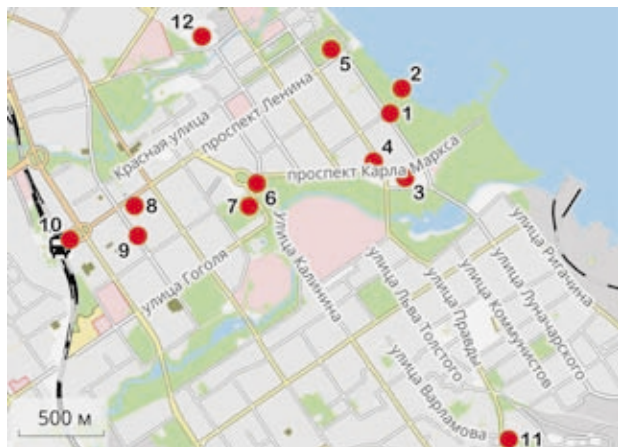 12
5
2
1
Красная улица
проспект Ленина
4
проспект Карла Маркса
3
6
7
8
9
10
улица Гоголя
улица Калинина
улица Ригачина
улица Луначарского
улица Коммунистов
улица Правды
улица Льва Толстого
улица Варламова
500 м
11